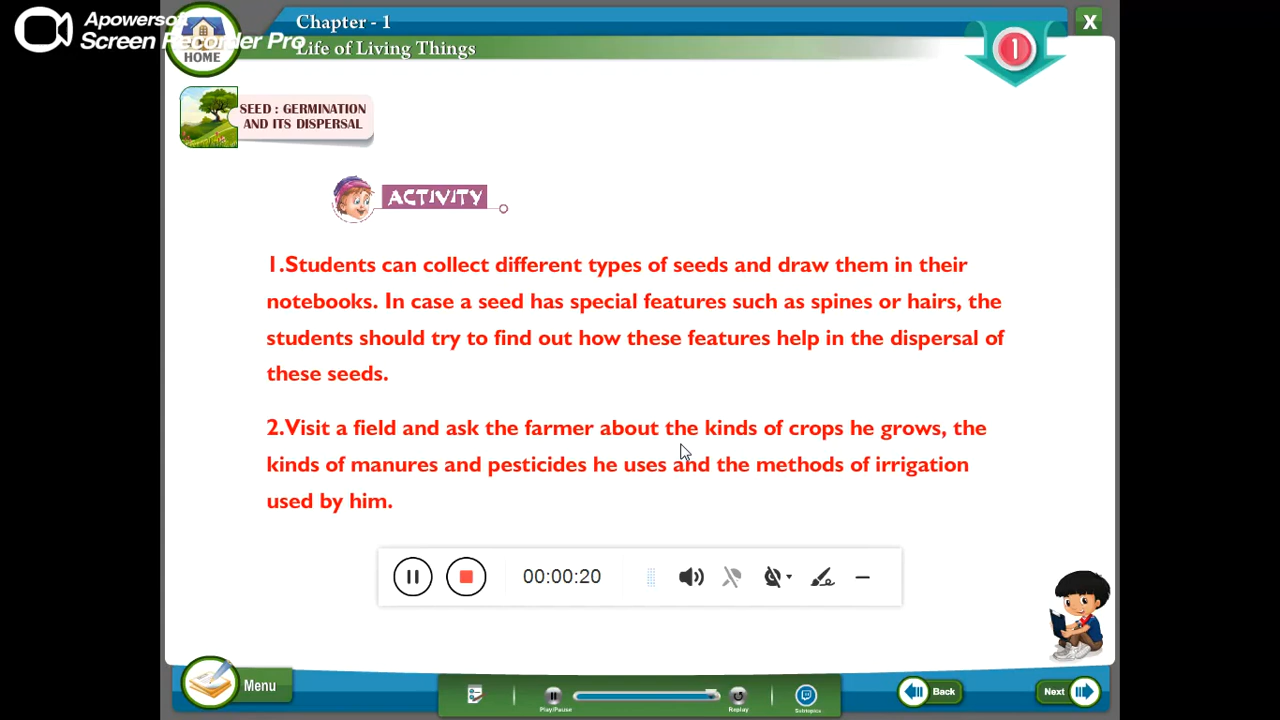 Apowersoft
Screen Recorder Pro
HOME
Chapter - 1
Life of Living Things
1
X
SEED : GERMINATION
AND ITS DISPERSAL
ACTIVITY
1.Students can collect different types of seeds and draw them in their
notebooks. In case a seed has special features such as spines or hairs, the
students should try to find out how these features help in the dispersal of
these seeds.
2.Visit a field and ask the farmer about the kinds of crops he grows, the
kinds of manures and pesticides he uses and the methods of irrigation
used by him.
00:00:20
Menu
Play/Pause
Replay
Subtopics
Back
Next